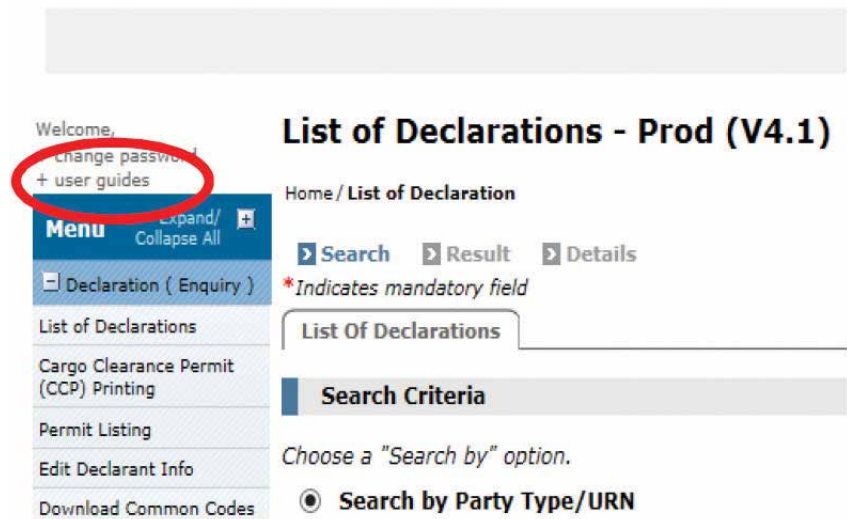 Welcome,
+ change password
+ user guides
Menu
Expand/
Collapse All
Declaration ( Enquiry )
List of Declarations
Cargo Clearance Permit
(CCP) Printing
Permit Listing
Edit Declarant Info
Download Common Codes
List of Declarations - Prod (V4.1)
Home/ List of Declaration
Search Result Details
*Indicates mandatory field
List Of Declarations
Search Criteria
Choose a "Search by" option.
Search by Party Type/URN